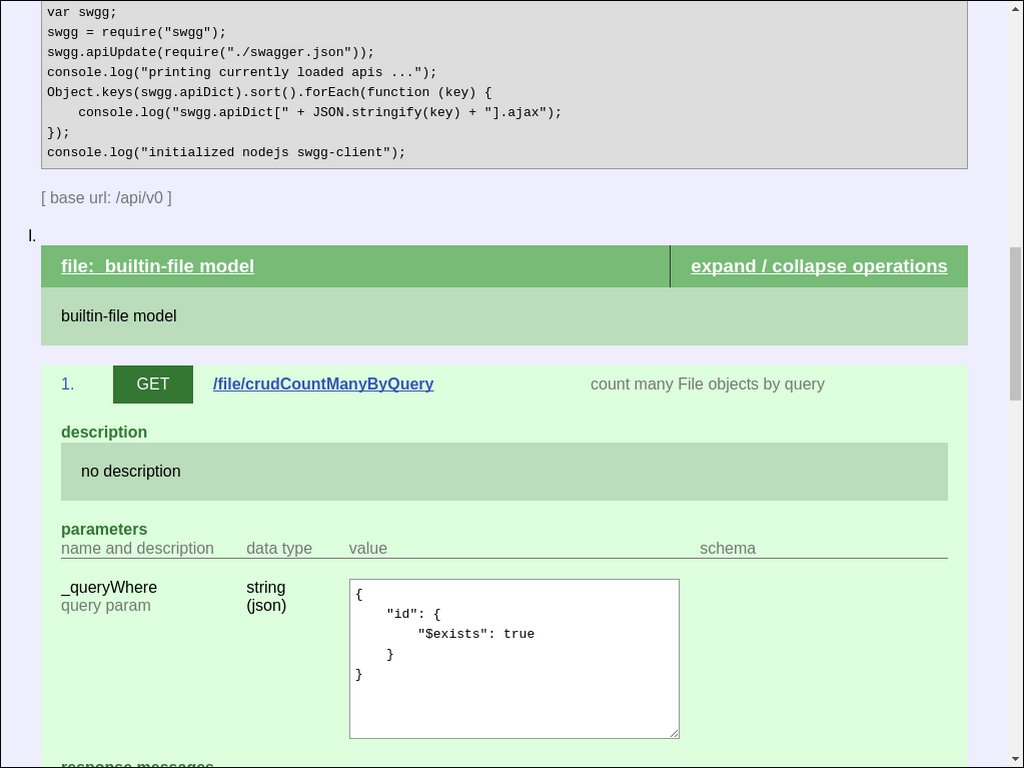 var swgg;
swgg = require("swgg");
swgg.apiUpdate(require("./swagger.json"));
console.log("printing currently loaded apis ...");
Object.keys(swgg.apiDict).sort().forEach(function (key) {
    console.log("swgg.apiDict[" + JSON.stringify(key) + "].ajax");
});
console.log("initialized nodejs swgg-client");
[ base url: /api/v0 ]
I.
file:  builtin-file model expand / collapse operations
builtin-file model
1. GET /file/crudCountManyByQuery count many File objects by query
description
no description
parameters
name and description data type value schema
_queryWhere string
query param (json)
{
    "id": {
        "$exists": true
    }
}
response messages